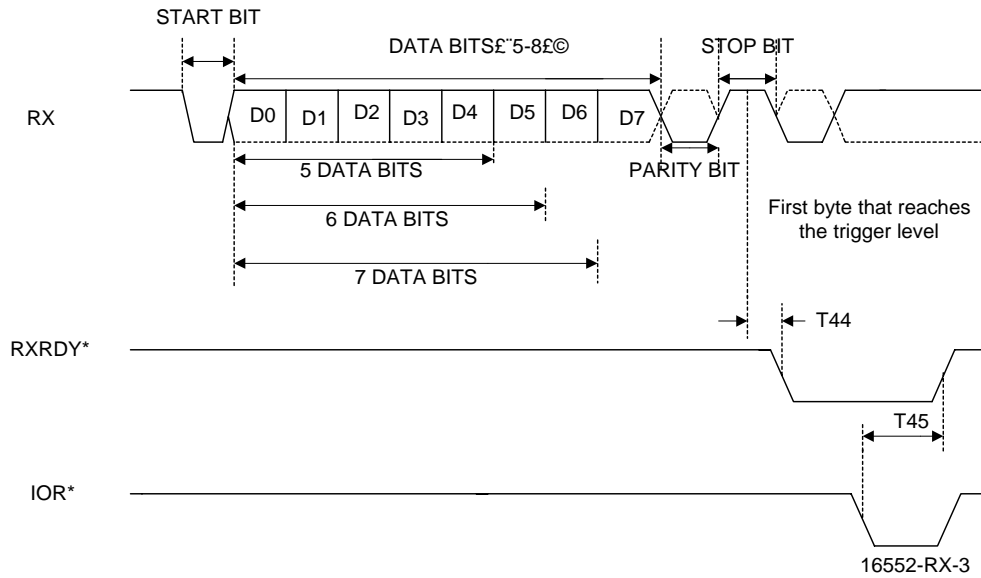 START BIT
DATA BITS£¨5-8£©
STOP BIT
RX
D0 D1 D2 D3 D4 D5 D6 D7
5 DATA BITS
PARITY BIT
6 DATA BITS
First byte that reaches
the trigger level
7 DATA BITS
T44
RXRDY*
T45
IOR*
16552-RX-3